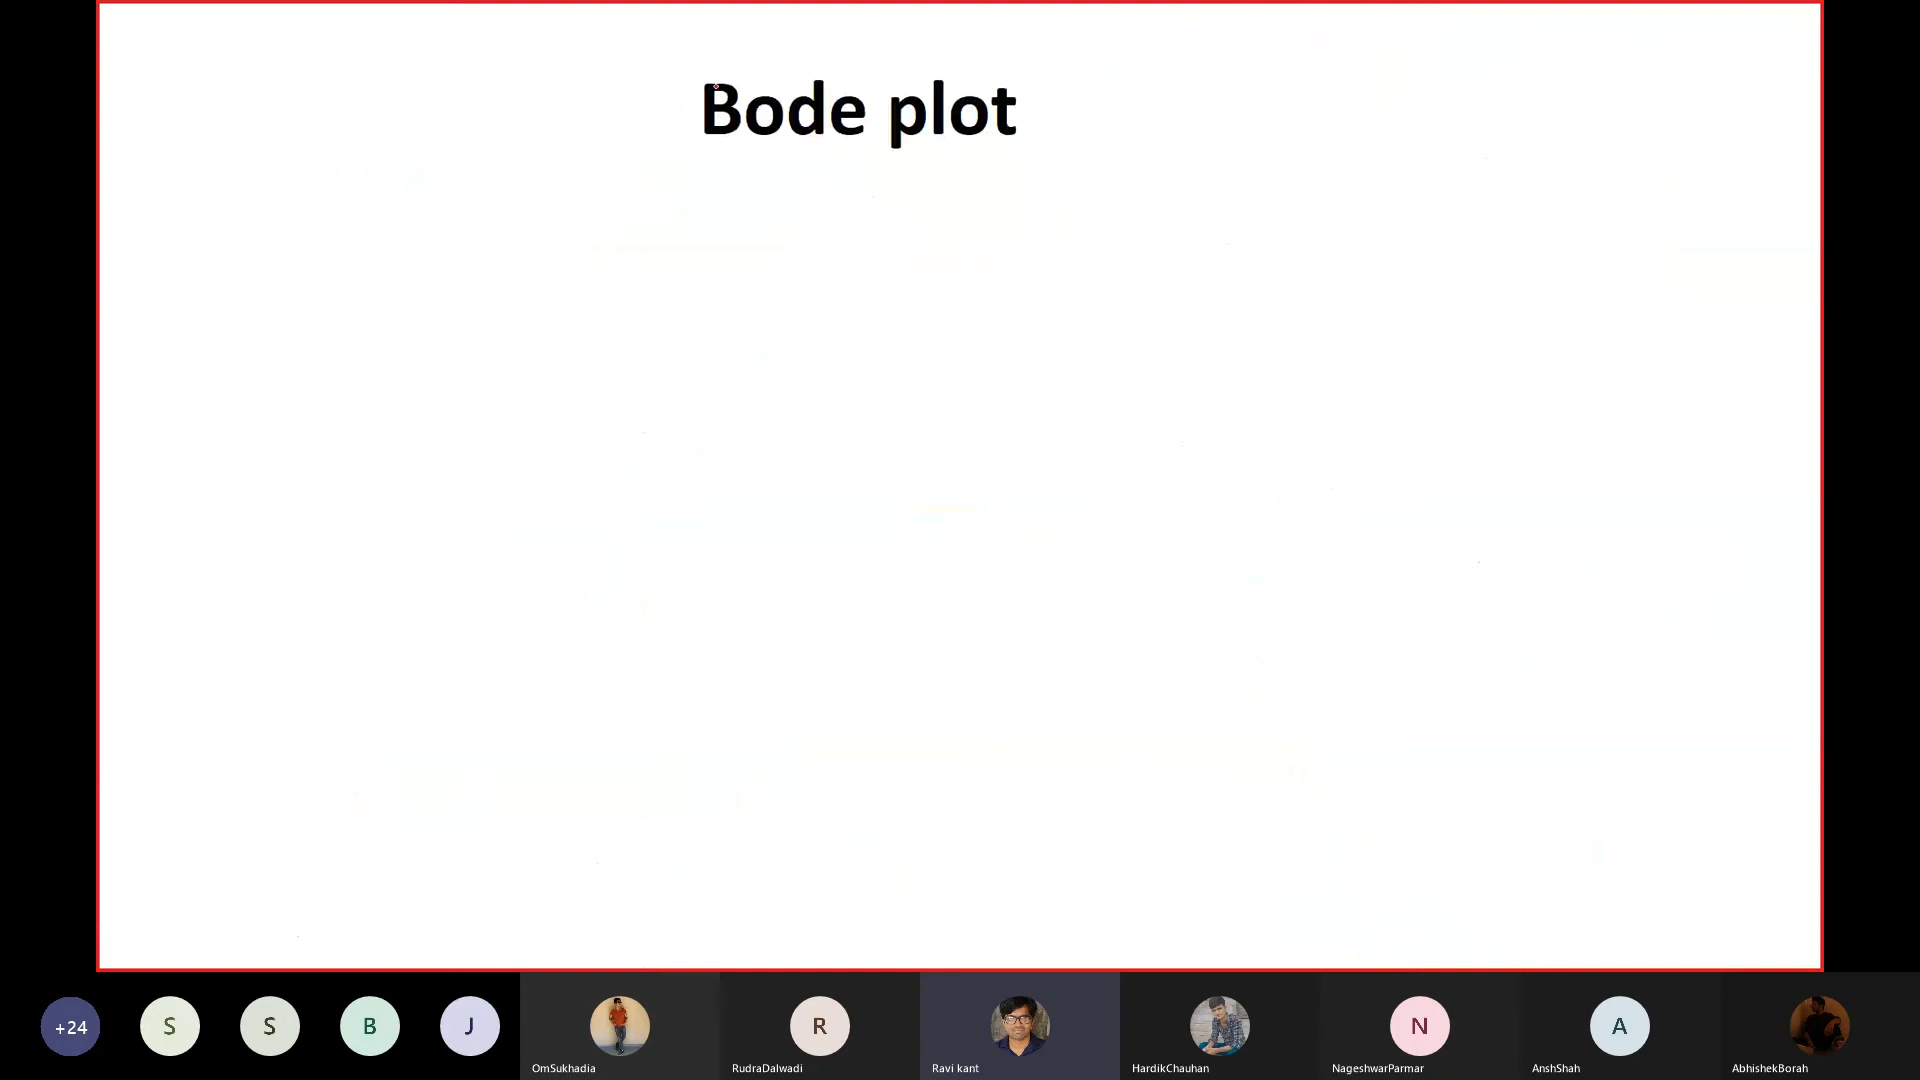 Bode plot
+24
S
S
B
J
R
N
A
OmSukhadia
RudraDalwadi
Ravi kant
HardikChauhan
NageshwarParmar
AnshShah
AbhishekBorah